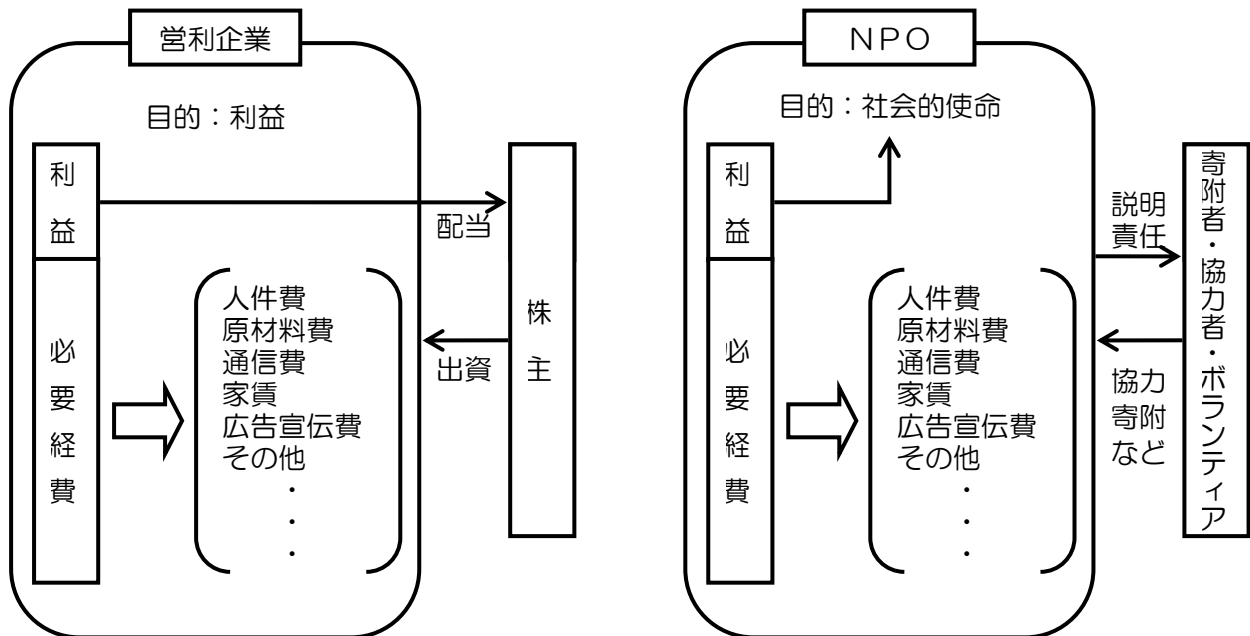 営利企業
目的：利益
利益
必要経費
人件費
原材料費
通信費
家賃
広告宣伝費
その他
・
・
・
配当
出資
株主
ＮＰＯ
目的：社会的使命
利益
必要経費
人件費
原材料費
通信費
家賃
広告宣伝費
その他
・
・
・
説明
責任
協力
寄附
など
寄附者・協力者・ボランティア